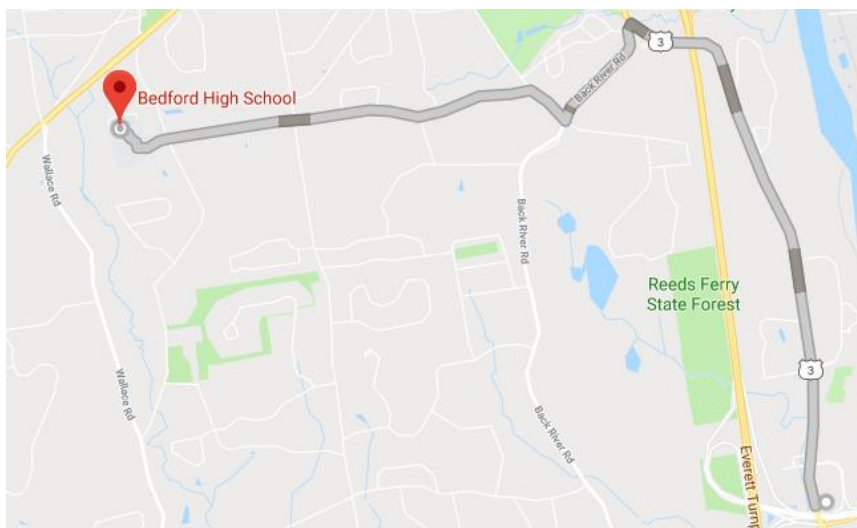 3
Bedford High School
Back River Rd
Wallace Rd
Back River Rd
Reeds Ferry
State Forest
3
Wallace Rd
Back River Rd
Everett Turnp